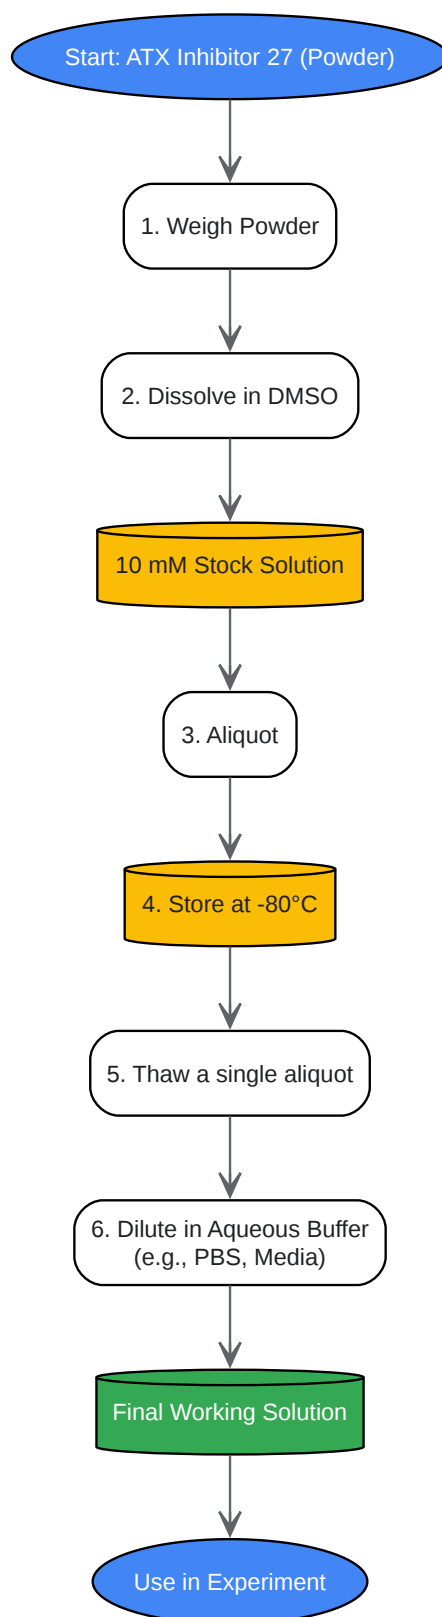 Start: ATX Inhibitor 27 (Powder)
1. Weigh Powder
2. Dissolve in DMSO
10 mM Stock Solution
3. Aliquot
4. Store at -80°C
5. Thaw a single aliquot
6. Dilute in Aqueous Buffer
(e.g., PBS, Media)
Final Working Solution
Use in Experiment